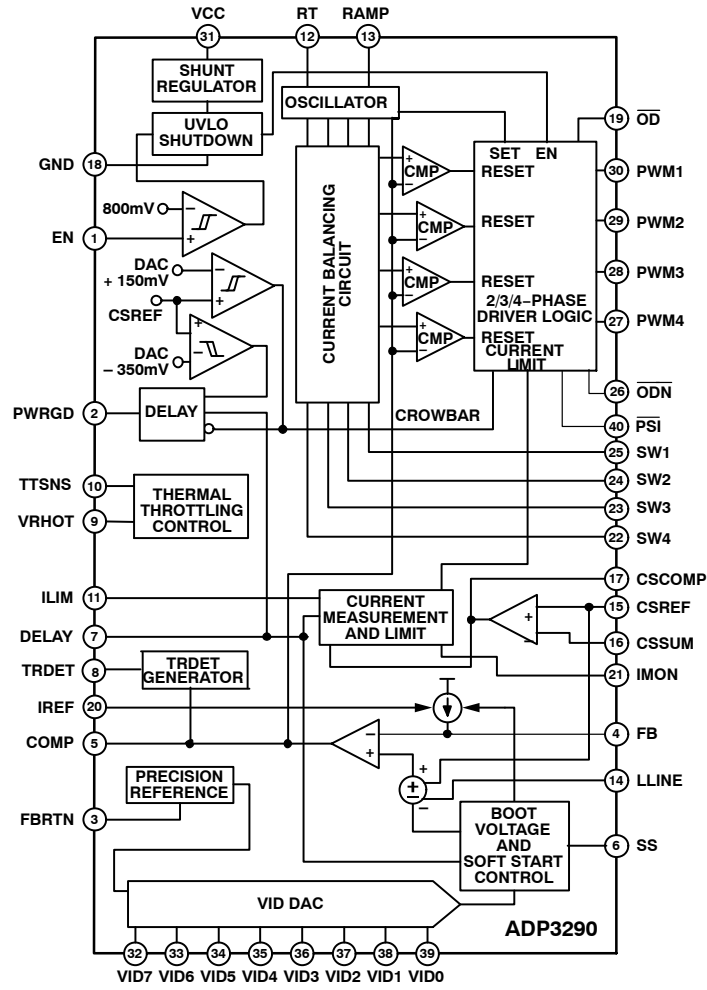 VCC
RT
RAMP
31
12
13
SHUNT
REGULATOR
OSCILLATOR
UVLO
SHUTDOWN
19
OD
GND
18
SET EN
+
CMP
−
RESET
30
PWM1
800mV
−
+
EN
1
+
CMP
−
RESET
29
PWM2
DAC
+ 150mV
−
+
CSREF
CURRENT BALANCING
CIRCUIT
+
CMP
−
RESET
28
PWM3
2/3/4–PHASE
DRIVER LOGIC
+
−
DAC
− 350mV
+
CMP
−
RESET
27
PWM4
CURRENT
LIMIT
26
ODN
PWRGD
2
DELAY
CROWBAR
40
PSI
25
SW1
TTSNS
10
THERMAL
THROTTLING
CONTROL
24
SW2
VRHOT
9
23
SW3
22
SW4
17
CSCOMP
ILIM
11
CURRENT
MEASUREMENT
AND LIMIT
+
−
15
CSREF
DELAY
7
16
CSSUM
TRDET
8
TRDET
GENERATOR
21
IMON
IREF
20
COMP
5
−
+
4
FB
PRECISION
REFERENCE
+
±
−
14
LLINE
FBRTN
3
BOOT
VOLTAGE
AND
SOFT START
CONTROL
6
SS
VID DAC
ADP3290
32
33
34
35
36
37
38
39
VID7
VID6
VID5
VID4
VID3
VID2
VID1
VID0